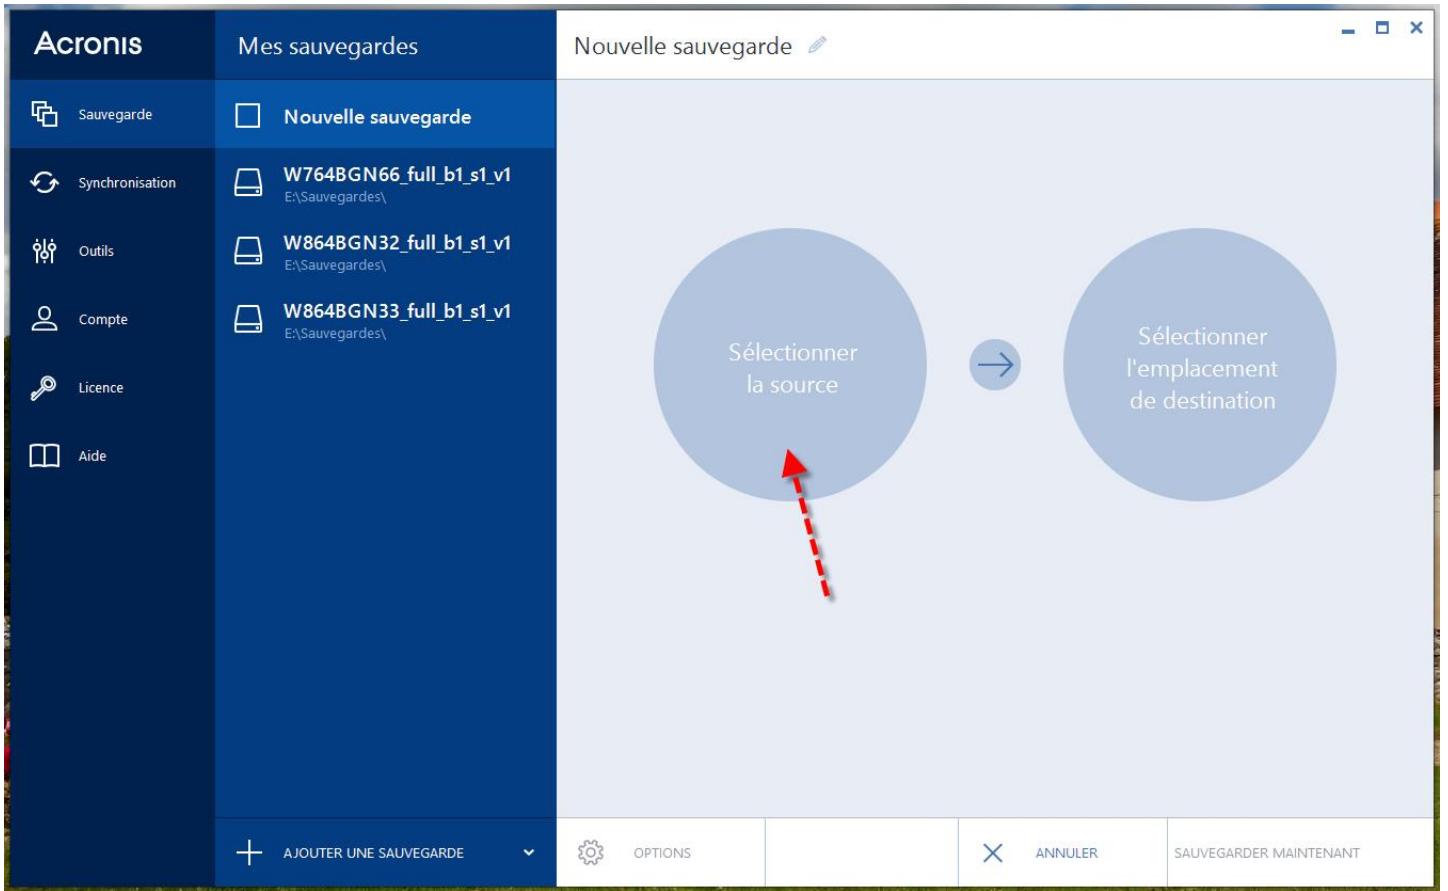 Acronis
Mes sauvegardes
Nouvelle sauvegarde
Sauvegarde
Synchronisation
Outils
Compte
Licence
Aide
Nouvelle sauvegarde
W764BGN66_full_b1_s1_v1
E:\Sauvegardes\
W864BGN32_full_b1_s1_v1
E:\Sauvegardes\
W864BGN33_full_b1_s1_v1
E:\Sauvegardes\
Sélectionner
la source
Sélectionner
l'emplacement
de destination
AJOUTER UNE SAUVEGARDE
OPTIONS
ANNULER
SAUVEGARDER MAINTENANT